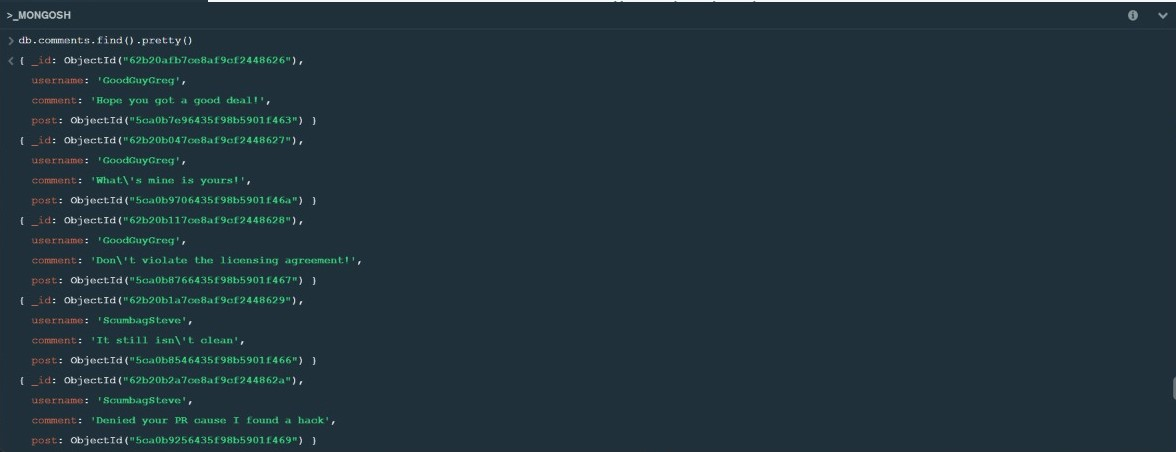 >_MONGOSH
> db.comments.find().pretty()
< { _id: ObjectId("62b20afb7ce8af9cf2448626"),
username: 'GoodGuyGreg',
comment: 'Hope you got a good deal!',
post: ObjectId("5ca0b7e96435f98b5901f463") }
{ _id: ObjectId("62b20b047ce8af9cf2448627"),
username: 'GoodGuyGreg',
comment: 'What\'s mine is yours!',
post: ObjectId("5ca0b9706435f98b5901f46a") }
{ _id: ObjectId("62b20b117ce8af9cf2448628"),
username: 'GoodGuyGreg',
comment: 'Don\'t violate the licensing agreement!',
post: ObjectId("5ca0b8766435f98b5901f467") }
{ _id: ObjectId("62b20b1a7ce8af9cf2448629"),
username: 'ScumbagSteve',
comment: 'It still isn\'t clean',
post: ObjectId("5ca0b8546435f98b5901f466") }
{ _id: ObjectId("62b20b2a7ce8af9cf244862a"),
username: 'ScumbagSteve',
comment: 'Denied your PR cause I found a hack',
post: ObjectId("5ca0b9256435f98b5901f469") }